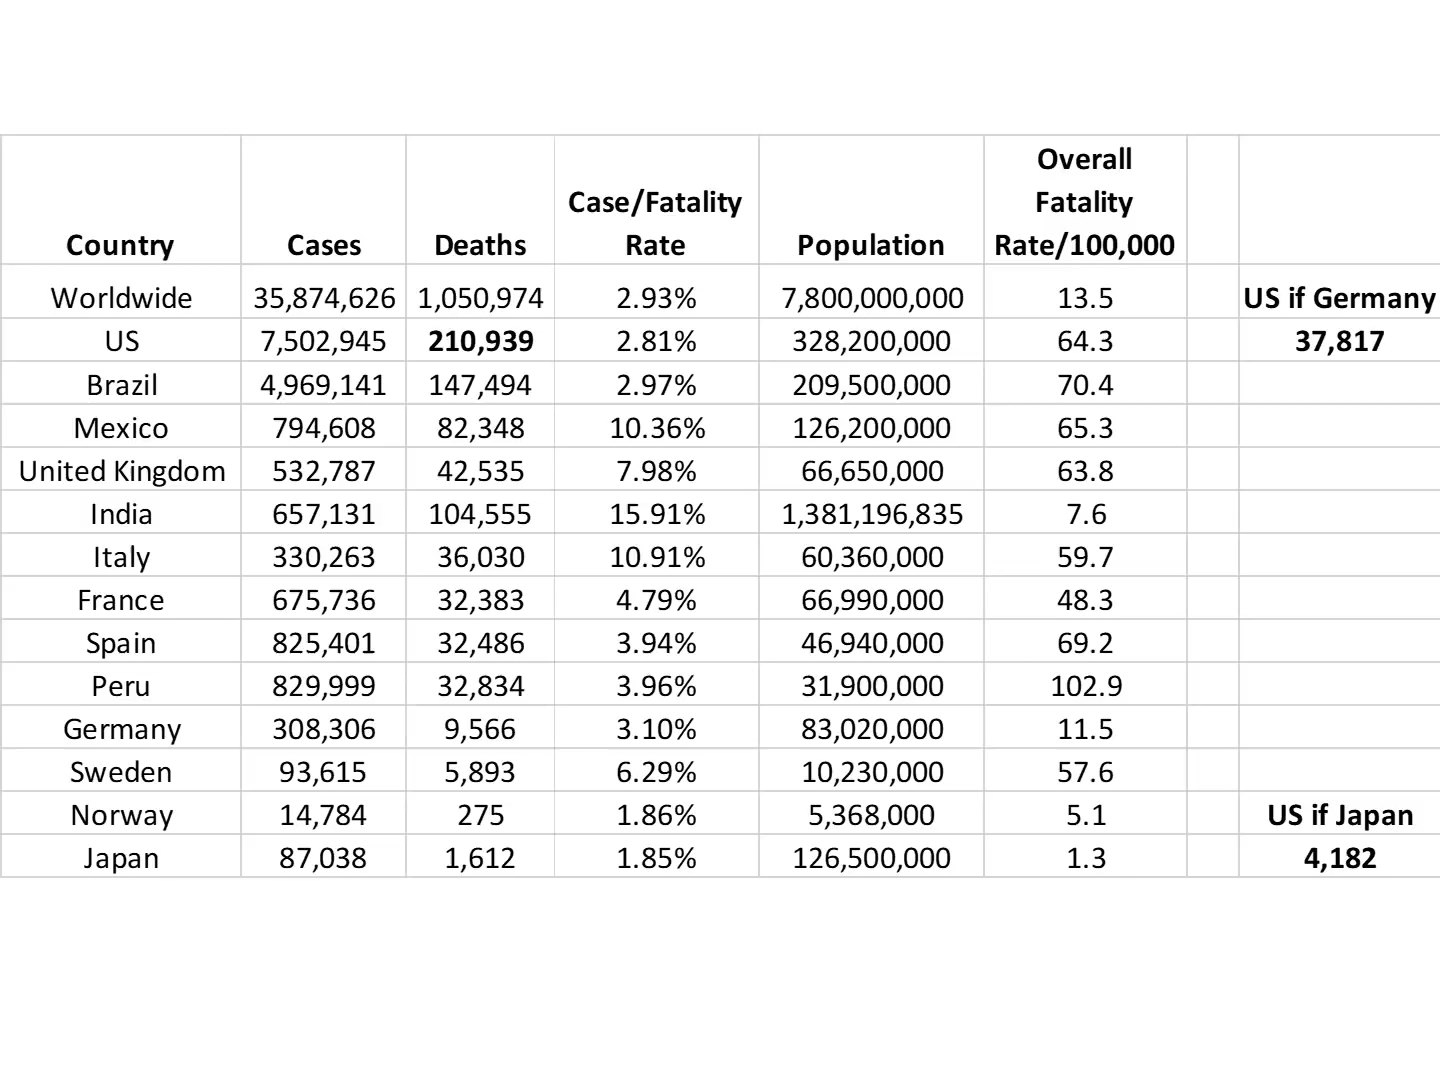 Overall
Case/Fatality Fatality
Country Cases Deaths Rate Population Rate/100,000
Worldwide 35,874,626 1,050,974 2.93% 7,800,000,000 13.5 US if Germany
US 7,502,945 210,939 2.81% 328,200,000 64.3 37,817
Brazil 4,969,141 147,494 2.97% 209,500,000 70.4
Mexico 794,608 82,348 10.36% 126,200,000 65.3
United Kingdom 532,787 42,535 7.98% 66,650,000 63.8
India 657,131 104,555 15.91% 1,381,196,835 7.6
Italy 330,263 36,030 10.91% 60,360,000 59.7
France 675,736 32,383 4.79% 66,990,000 48.3
Spain 825,401 32,486 3.94% 46,940,000 69.2
Peru 829,999 32,834 3.96% 31,900,000 102.9
Germany 308,306 9,566 3.10% 83,020,000 11.5
Sweden 93,615 5,893 6.29% 10,230,000 57.6
Norway 14,784 275 1.86% 5,368,000 5.1 US if Japan
Japan 87,038 1,612 1.85% 126,500,000 1.3 4,182